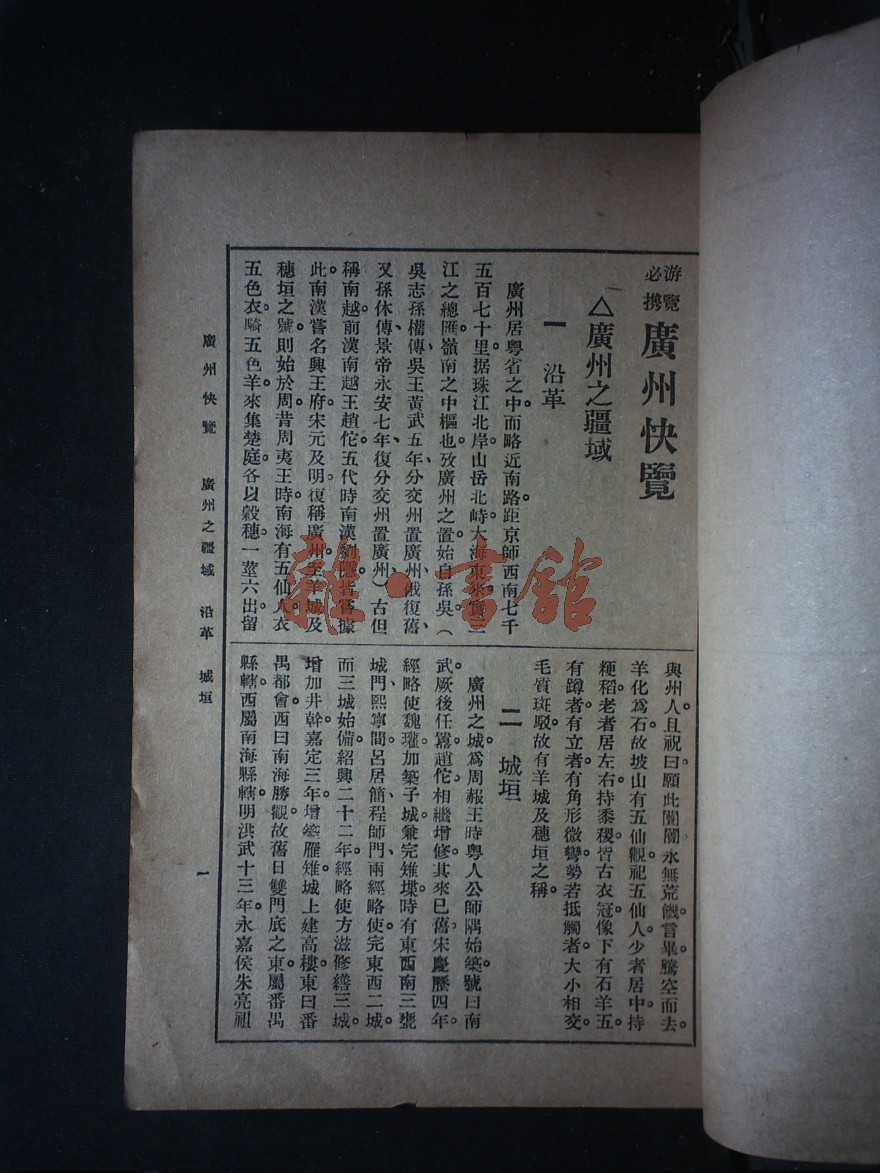 游覽必攜 廣州快覽
△廣州之疆域
一 沿革
廣州居粤省之中。而略近南路。距京師西南七千
五百七十里。据珠江北岸。山岳北峙。大海東
江之總匯。嶺南之中樞也。攷廣州之置。始自孫吳。(
吳志孫權傳、吳王黃武五年、分交州置廣州、俄復舊、
又孫休傳、景帝永安七年、復分交州置廣州、)古但
稱南越。前漢南越王趙佗。五代時南漢劉隱。皆嘗據
此。南漢嘗名興王府。宋元及明。復稱廣州。至羊城及
穗垣之號。則始於周。昔周夷王時。南海有五仙人。衣
五色衣。騎五色羊。來集楚庭。各以穀穗一莖六出。留
與州人。且祝曰。願此闤闠。永無荒饑。言畢。騰空而去。
羊化爲石。故坡山有五仙觀。祀五仙人。少者居中持
粳稻。老者居左右持黍稷。皆古衣冠。像下有石羊五。
有蹲者。有立者。有角形微彎。勢若抵觸者。大小相交。
毛質斑駁。故有羊城及穗垣之稱。
二 城垣
廣州之城。爲周赧王時粤人公師隅始築。號曰南
武。厥後任囂趙佗。相繼增修。其來已舊。宋慶曆四年
經略使魏瓘。加築子城。兼完雉堞。時有東西南三甕
城門。熙寧間。呂居簡、程師門、兩經略使。完東西二城。
而三城始備。紹興二十二年。經略使方滋修繕三城。
增加井幹。嘉定三年。增築雁雉城。上建高樓。東曰番
禺都會。西曰南海勝觀。故舊日雙門底之東。屬番禺
縣轄。西屬南海縣轄。明洪武十三年。永嘉侯朱亮祖
廣州快覽 廣州之疆域 沿革 城垣
一
雜·書舘